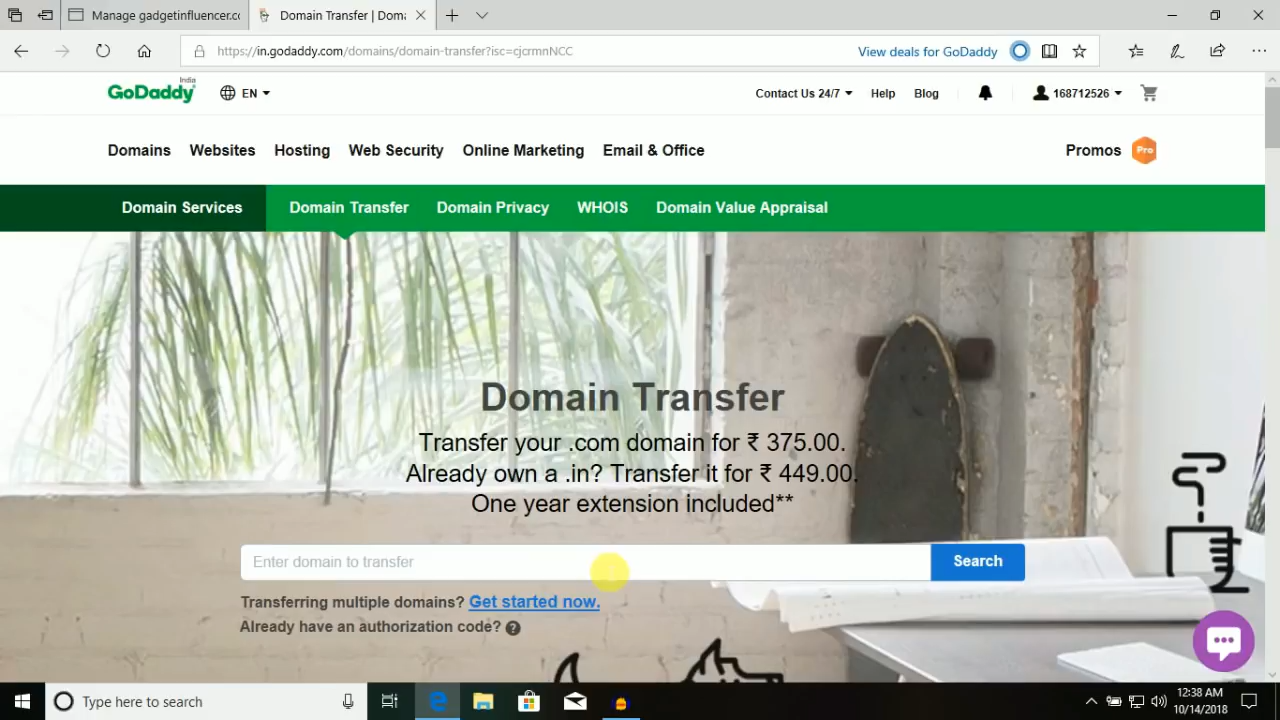 Manage gadgetinfluencer.co
Domain Transfer | Doma
https://in.godaddy.com/domains/domain-transfer?isc=cjcrmnNCC
View deals for GoDaddy
GoDaddy
India
EN
Contact Us 24/7
Help
Blog
168712526
Domains
Websites
Hosting
Web Security
Online Marketing
Email & Office
Promos
Pro
Domain Services
Domain Transfer
Domain Privacy
WHOIS
Domain Value Appraisal
Domain Transfer
Transfer your .com domain for ₹ 375.00.
Already own a .in? Transfer it for ₹ 449.00.
One year extension included**
Enter domain to transfer
Search
Transferring multiple domains? Get started now.
Already have an authorization code? ?
Type here to search
12:38 AM
10/14/2018